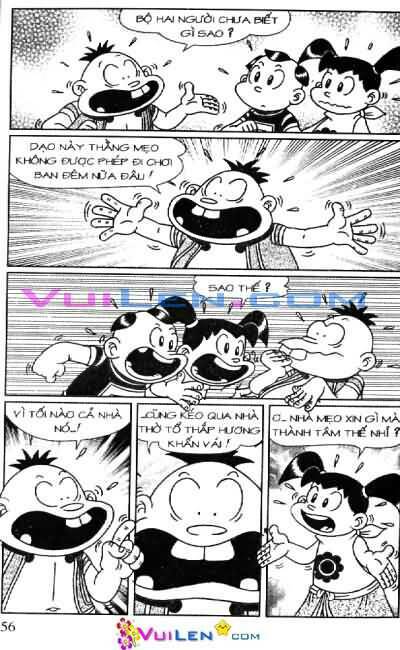 BỘ HAI NGƯỜI CHƯA BIẾT
GÌ SAO?
DẠO NÀY THẰNG MẸO
KHÔNG ĐƯỢC PHÉP ĐI CHƠI
BAN ĐÊM NỮA ĐÂU!
SAO THẾ?
VUILEN.COM
VÌ TỐI NÀO CẢ NHÀ
NÓ...!
...CŨNG KÉO QUA NHÀ
THỜ TỔ THẮP HƯƠNG
KHẤN VÁI!
Ơ... NHÀ MẸO XIN GÌ MÀ
THÀNH TÂM THẾ NHỈ?
56
VUILEN
.com